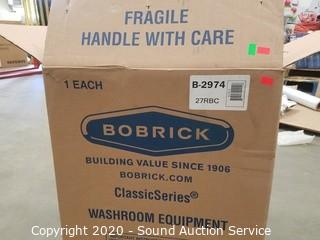 FRAGILE
HANDLE WITH CARE
1 EACH
B-2974
27RBC
BOBRICK
BUILDING VALUE SINCE 1906
BOBRICK.COM
ClassicSeries®
WASHROOM EQUIPMENT
Copyright 2020 - Sound Auction Service